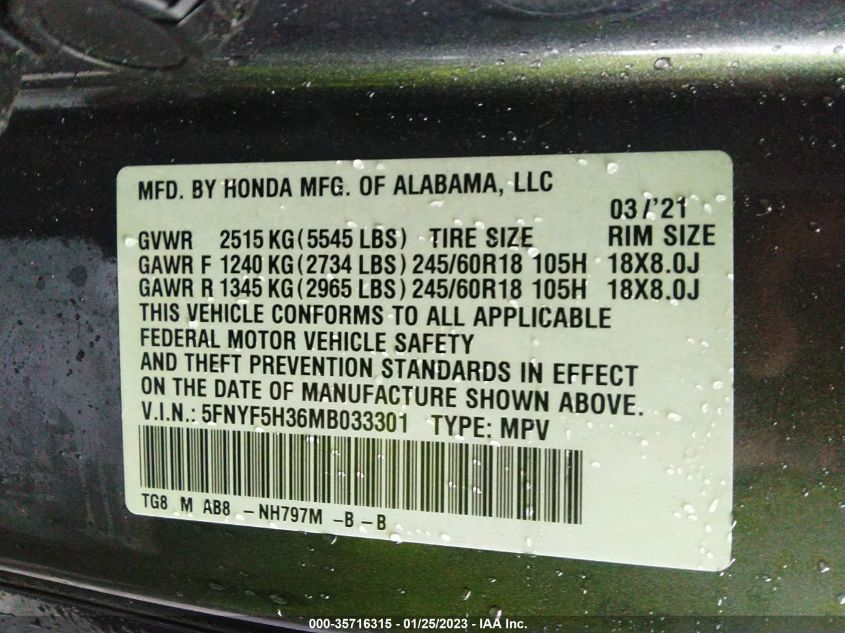 MFD. BY HONDA MFG. OF ALABAMA, LLC
03/'21
GVWR 2515 KG (5545 LBS) TIRE SIZE RIM SIZE
GAWR F 1240 KG (2734 LBS) 245/60R18 105H 18X8.0J
GAWR R 1345 KG (2965 LBS) 245/60R18 105H 18X8.0J
THIS VEHICLE CONFORMS TO ALL APPLICABLE
FEDERAL MOTOR VEHICLE SAFETY
AND THEFT PREVENTION STANDARDS IN EFFECT
ON THE DATE OF MANUFACTURE SHOWN ABOVE.
V.I.N.: 5FNYF5H36MB033301 TYPE: MPV
TG8 M AB8 - NH797M -B -B
000-35716315 - 01/25/2023 - IAA Inc.